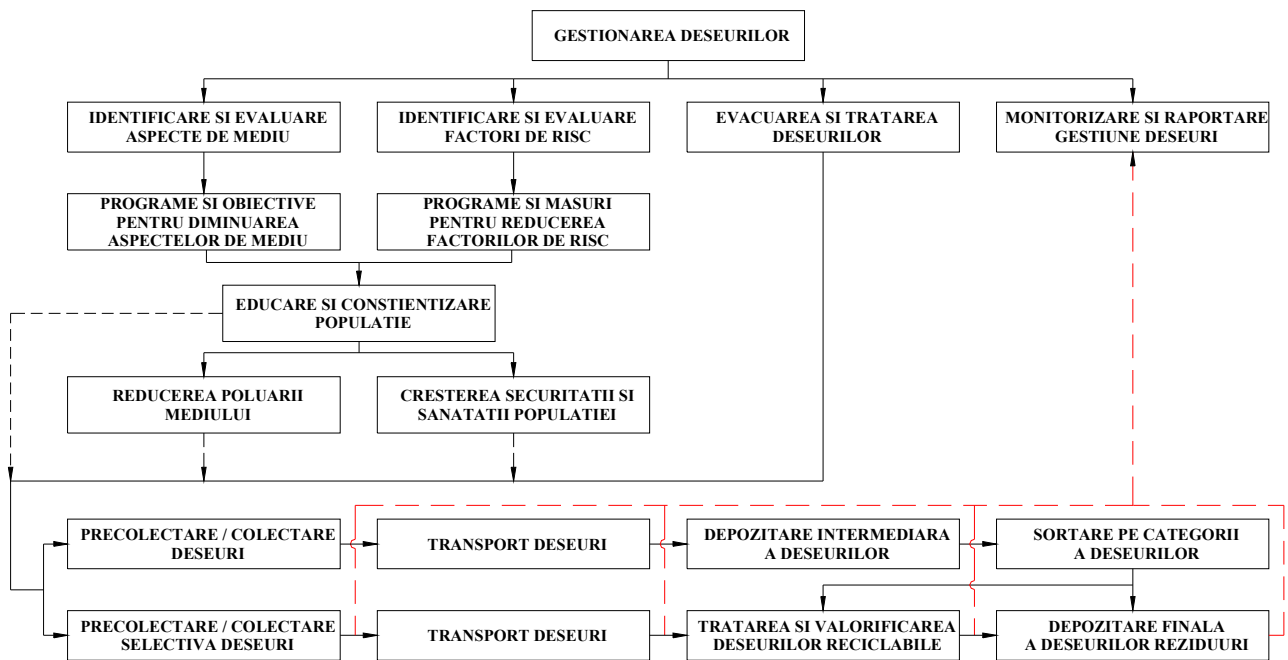 GESTIONAREA DESEURILOR
IDENTIFICARE SI EVALUARE
ASPECTE DE MEDIU
IDENTIFICARE SI EVALUARE
FACTORI DE RISC
EVACUAREA SI TRATAREA
DESEURILOR
MONITORIZARE SI RAPORTARE
GESTIUNE DESEURI
PROGRAME SI OBIECTIVE
PENTRU DIMINUAREA
ASPECTELOR DE MEDIU
PROGRAME SI MASURI
PENTRU REDUCEREA
FACTORILOR DE RISC
EDUCARE SI CONSTIENTIZARE
POPULATIE
REDUCEREA POLUARII
MEDIULUI
CRESTEREA SECURITATII SI
SANATATII POPULATIEI
PRECOLECTARE / COLECTARE
DESEURI
TRANSPORT DESEURI
DEPOZITARE INTERMEDIARA
A DESEURILOR
SORTARE PE CATEGORII
A DESEURILOR
PRECOLECTARE / COLECTARE
SELECTIVA DESEURI
TRANSPORT DESEURI
TRATAREA SI VALORIFICAREA
DESEURILOR RECICLABILE
DEPOZITARE FINALA
A DESEURILOR REZIDUURI